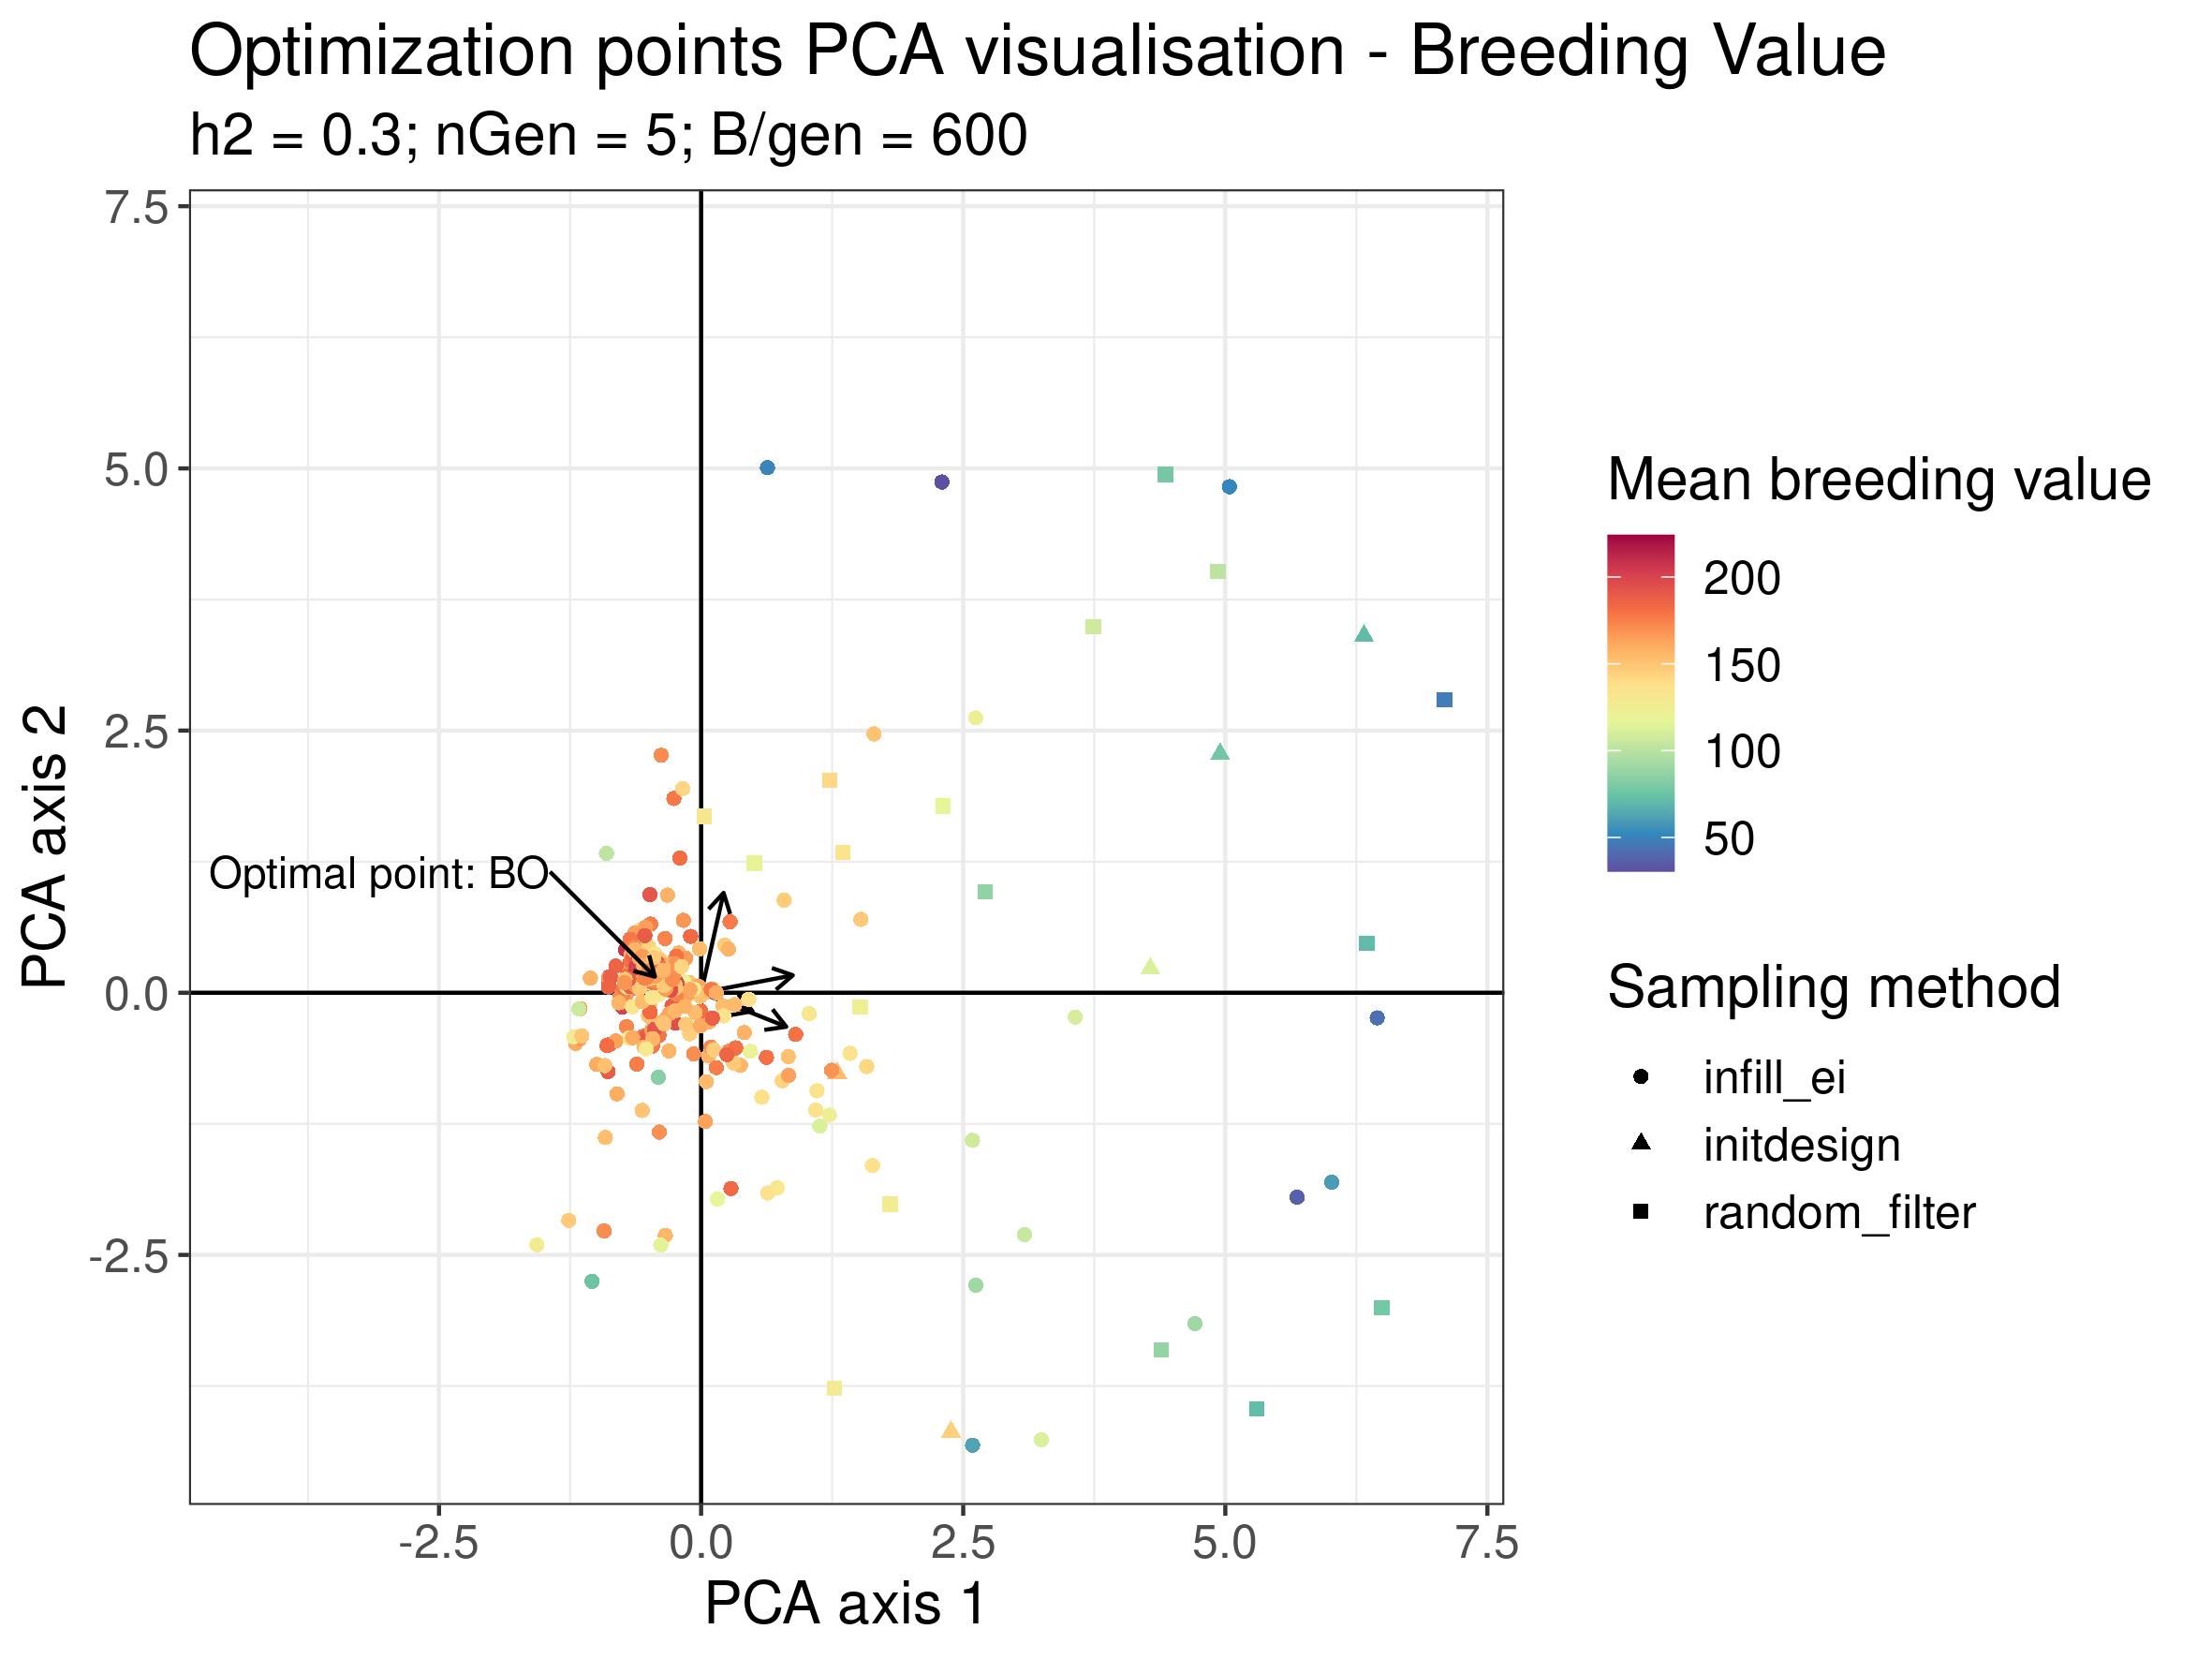 Optimization points PCA visualisation - Breeding Value
h2 = 0.3; nGen = 5; B/gen = 600
7.5
5.0
2.5
0.0
-2.5
PCA axis 2
Optimal point: BO
-2.5
0.0
2.5
5.0
7.5
PCA axis 1
Mean breeding value
200
150
100
50
Sampling method
infill_ei
initdesign
random_filter